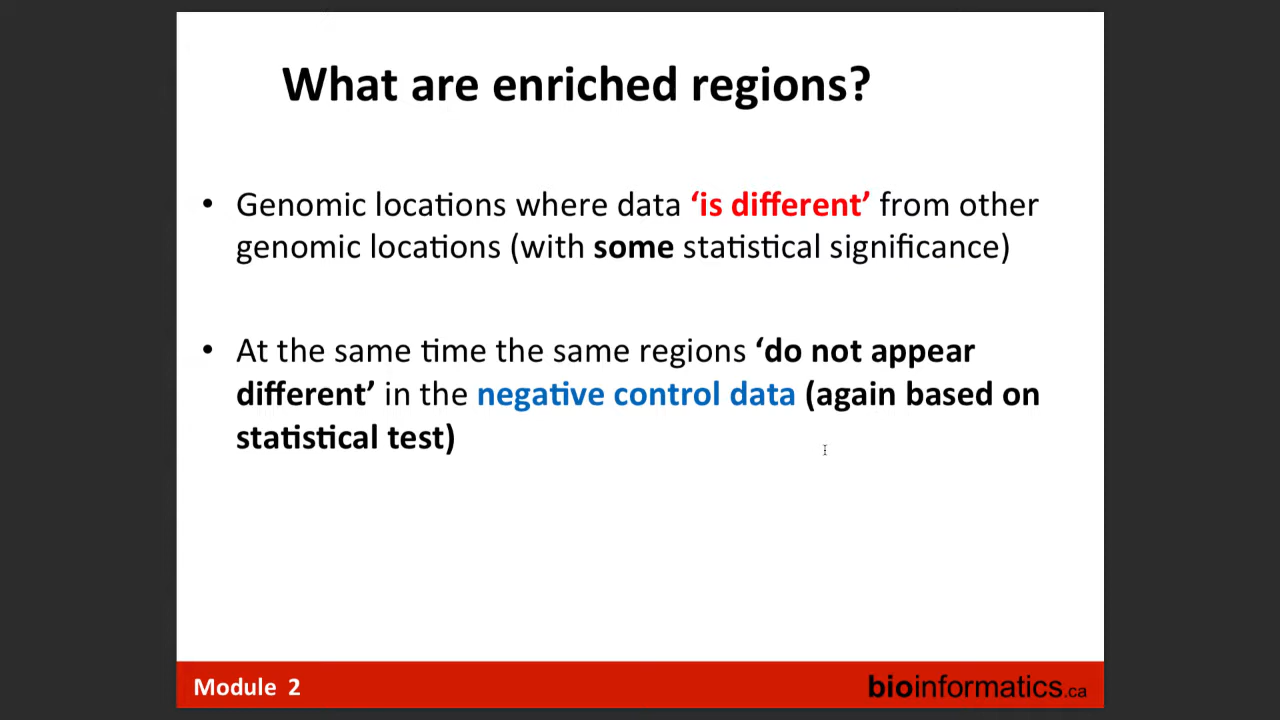 What are enriched regions?
• Genomic locations where data ‘is different’ from other
genomic locations (with some statistical significance)
• At the same time the same regions ‘do not appear
different’ in the negative control data (again based on
statistical test)
Module 2
bioinformatics.ca